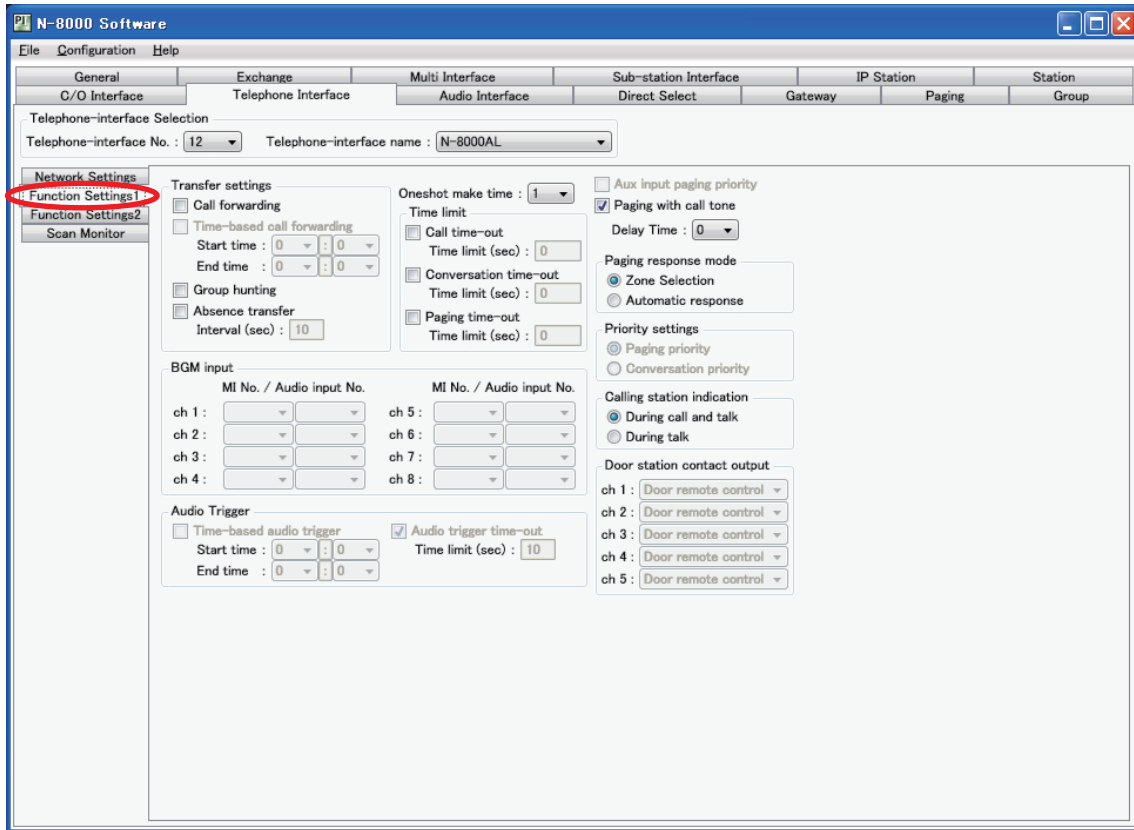 N-8000 Software
File Configuration Help
General Exchange Multi Interface Sub-station Interface IP Station Station
C/O Interface Telephone Interface Audio Interface Direct Select Gateway Paging Group
Telephone-interface Selection
Telephone-interface No. : 12 Telephone-interface name : N-8000AL
Network Settings
Function Settings1
Function Settings2
Scan Monitor
Transfer settings
Call forwarding
Time-based call forwarding
Start time : 0 : 0
End time : 0 : 0
Group hunting
Absence transfer
Interval (sec) : 10
Oneshot make time : 1
Time limit
Call time-out
Time limit (sec) : 0
Conversation time-out
Time limit (sec) : 0
Paging time-out
Time limit (sec) : 0
BGM input
MI No. / Audio input No. MI No. / Audio input No.
ch 1 : ch 5 :
ch 2 : ch 6 :
ch 3 : ch 7 :
ch 4 : ch 8 :
Audio Trigger
Time-based audio trigger
Start time : 0 : 0
End time : 0 : 0
Audio trigger time-out
Time limit (sec) : 10
Aux input paging priority
Paging with call tone
Delay Time : 0
Paging response mode
Zone Selection
Automatic response
Priority settings
Paging priority
Conversation priority
Calling station indication
During call and talk
During talk
Door station contact output
ch 1 : Door remote control
ch 2 : Door remote control
ch 3 : Door remote control
ch 4 : Door remote control
ch 5 : Door remote control